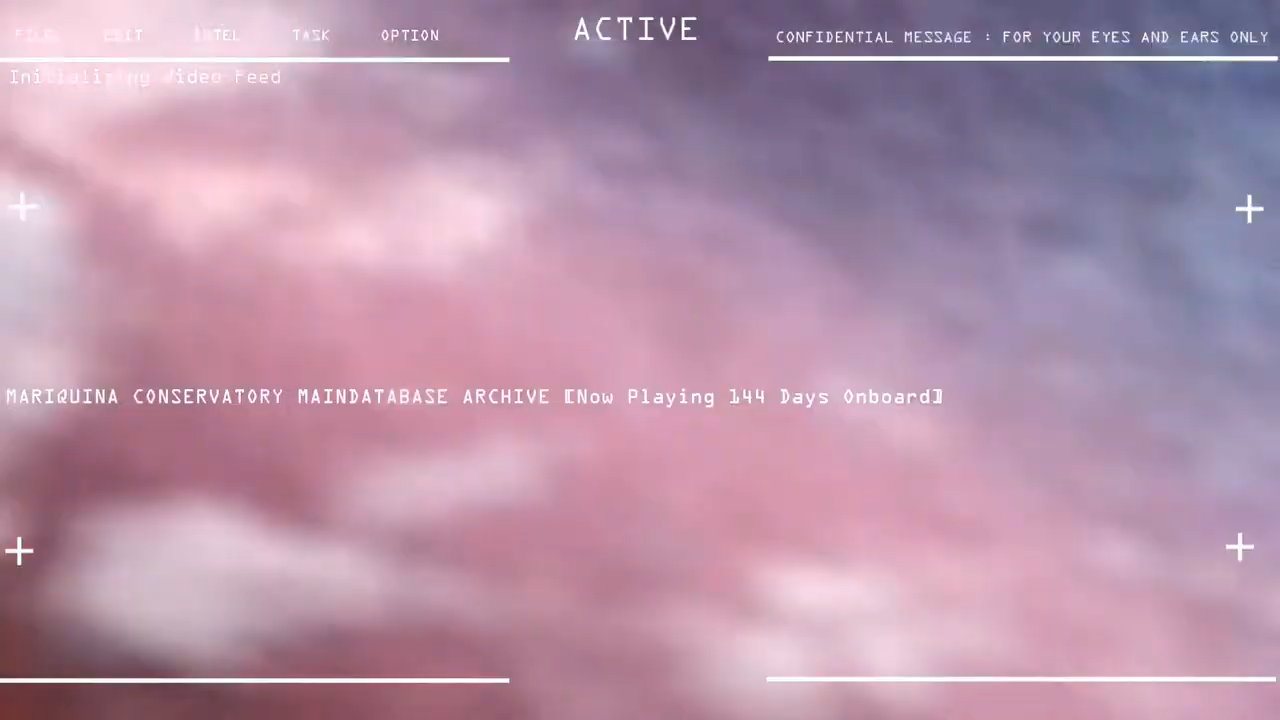 FILE EDIT INTEL TASK OPTION
ACTIVE
CONFIDENTIAL MESSAGE : FOR YOUR EYES AND EARS ONLY
Initializing Video Feed
MARIQUINA CONSERVATORY MAINDATABASE ARCHIVE [Now Playing 144 Days Onboard]